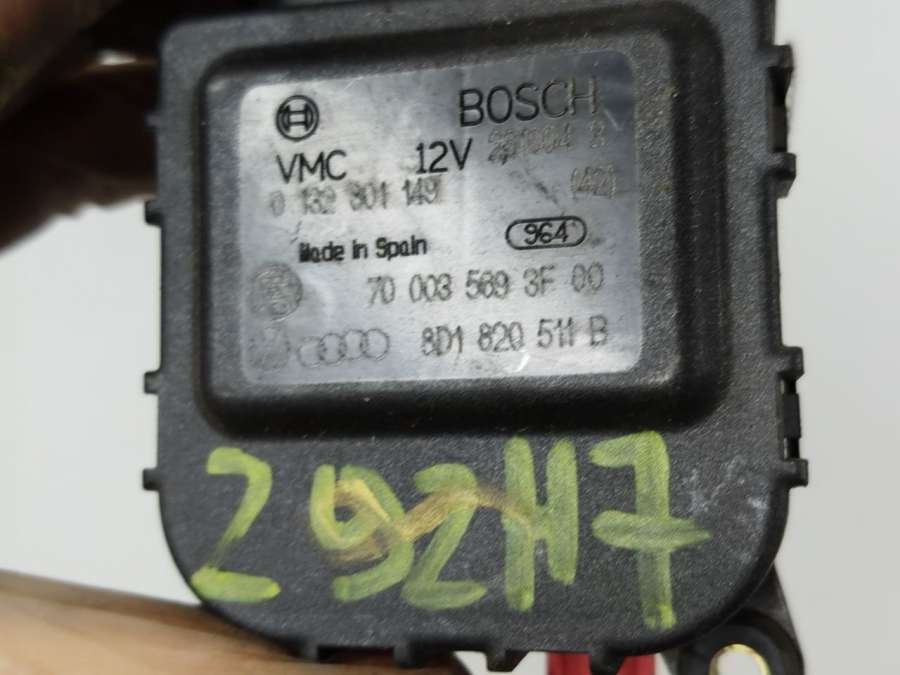 BOSCH
VMC 12V
0 132 801 149
Made in Spain 964
70 003 569 3F 00
8D1 820 511 B
Z92H7